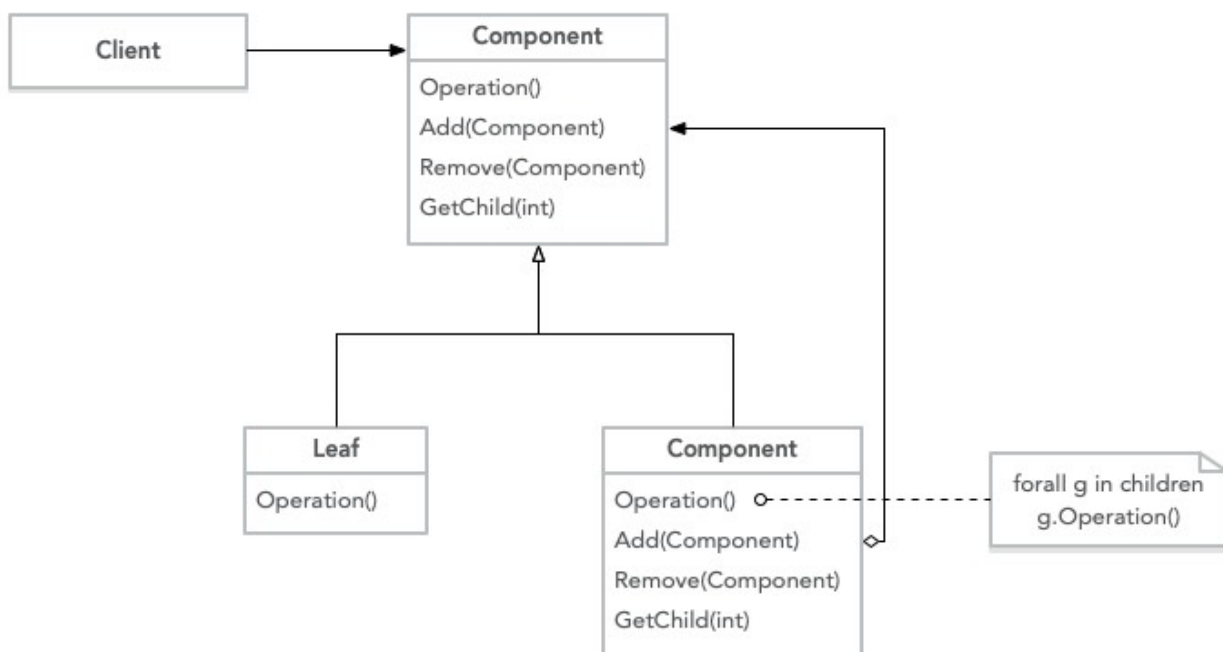 Client
Component
Operation()
Add(Component)
Remove(Component)
GetChild(int)
Leaf
Operation()
Component
Operation()
Add(Component)
Remove(Component)
GetChild(int)
forall g in children
g.Operation()